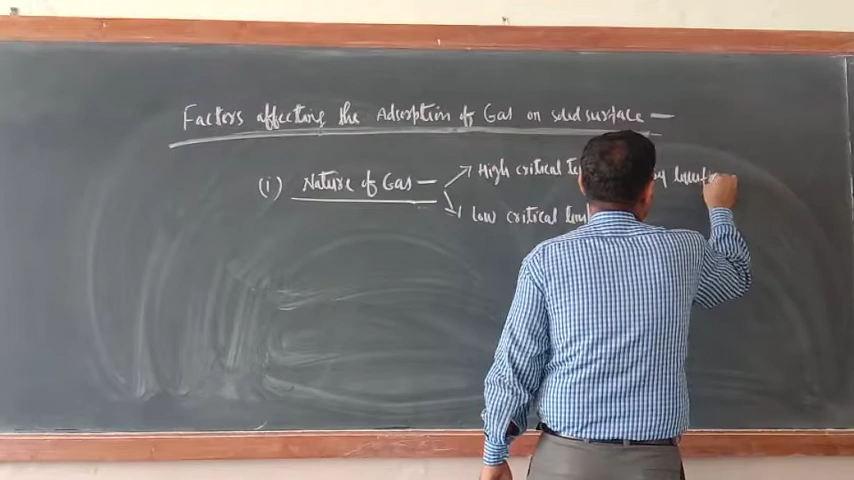 Factors affecting the Adsorption of Gas on solid surface —
(i) Nature of Gas — High critical
low critical